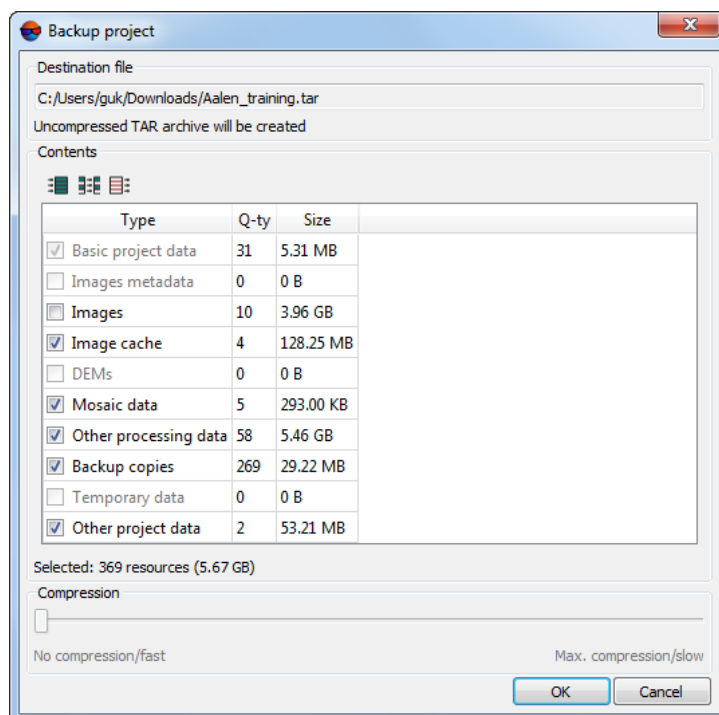 Backup project
Destination file
C:/Users/guk/Downloads/Aalen_training.tar
Uncompressed TAR archive will be created
Contents
Type Q-ty Size
Basic project data 31 5.31 MB
Images metadata 0 0 B
Images 10 3.96 GB
Image cache 4 128.25 MB
DEMs 0 0 B
Mosaic data 5 293.00 KB
Other processing data 58 5.46 GB
Backup copies 269 29.22 MB
Temporary data 0 0 B
Other project data 2 53.21 MB
Selected: 369 resources (5.67 GB)
Compression
No compression/fast Max. compression/slow
OK Cancel